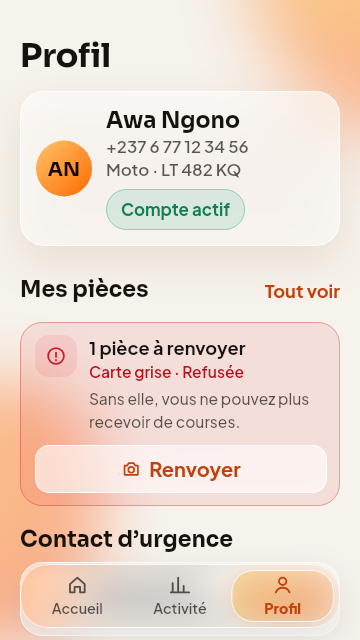 Profil
Awa Ngono
+237 6 77 12 34 56
AN
Moto · LT 482 KQ
Compte actif
Mes pièces
Tout voir
1 pièce à renvoyer
Carte grise · Refusée
Sans elle, vous ne pouvez plus
recevoir de courses.
Renvoyer
Contact d’urgence
Accueil
Activité
Profil